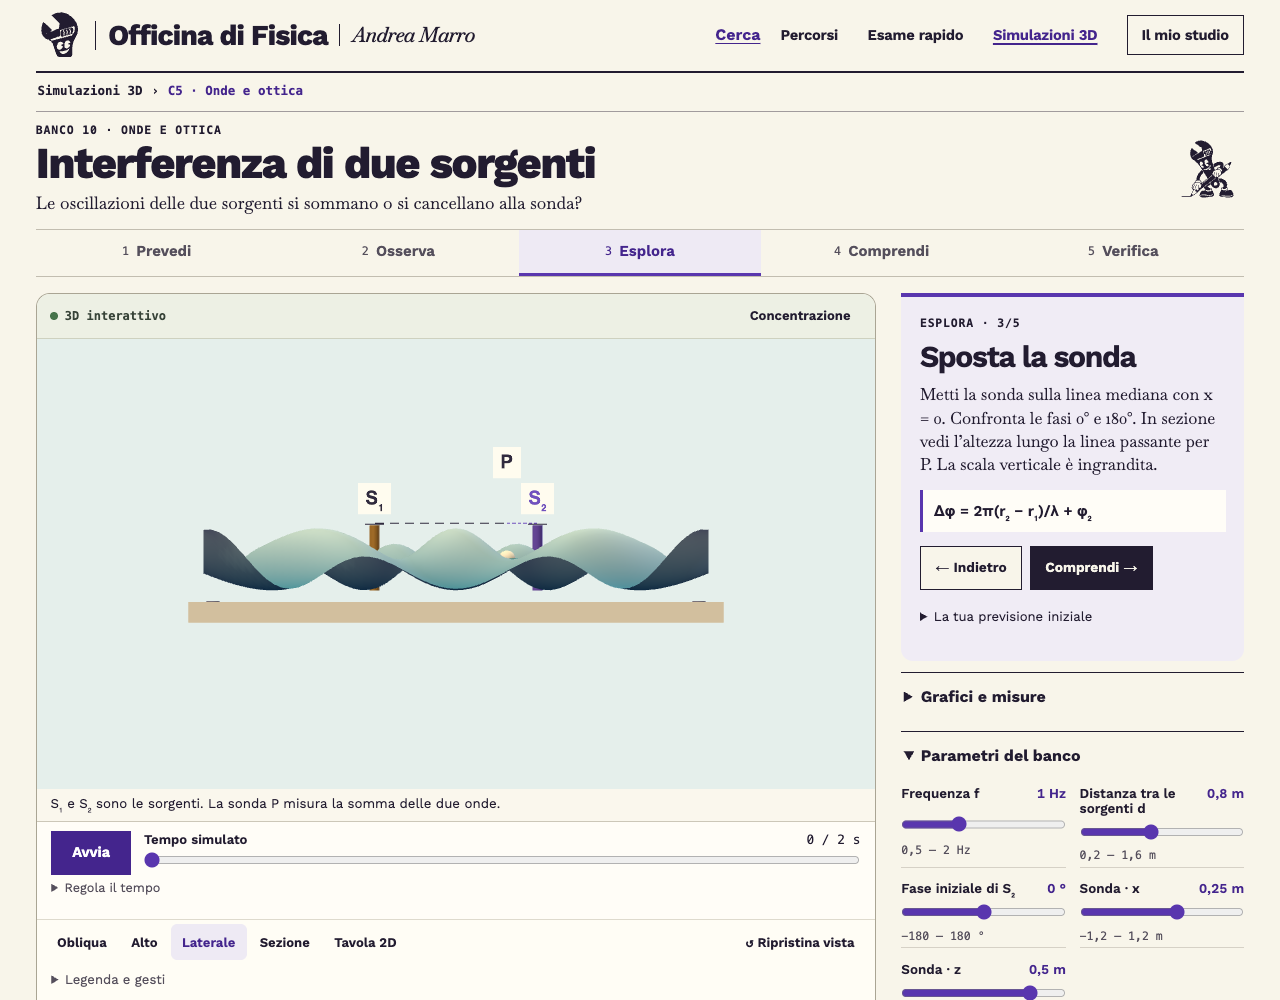 Officina di Fisica
Andrea Marro
Cerca
Percorsi
Esame rapido
Simulazioni 3D
Il mio studio
Simulazioni 3D › C5 · Onde e ottica
BANCO 10 · ONDE E OTTICA
Interferenza di due sorgenti
Le oscillazioni delle due sorgenti si sommano o si cancellano alla sonda?
1 Prevedi
2 Osserva
3 Esplora
4 Comprendi
5 Verifica
3D interattivo
Concentrazione
P
S₁
S₂
S₁ e S₂ sono le sorgenti. La sonda P misura la somma delle due onde.
Avvia
Tempo simulato
0 / 2 s
▶ Regola il tempo
Obliqua
Alto
Laterale
Sezione
Tavola 2D
↺ Ripristina vista
▶ Legenda e gesti
ESPLORA · 3/5
Sposta la sonda
Metti la sonda sulla linea mediana con x
= 0. Confronta le fasi 0° e 180°. In sezione
vedi l’altezza lungo la linea passante per
P. La scala verticale è ingrandita.
Δφ = 2π(r₂ − r₁)/λ + φ₂
← Indietro
Comprendi →
▶ La tua previsione iniziale
▶ Grafici e misure
▼ Parametri del banco
Frequenza f
1 Hz
0,5 — 2 Hz
Distanza tra le
sorgenti d
0,8 m
0,2 — 1,6 m
Fase iniziale di S₂
0 °
−180 — 180 °
Sonda · x
0,25 m
−1,2 — 1,2 m
Sonda · z
0,5 m